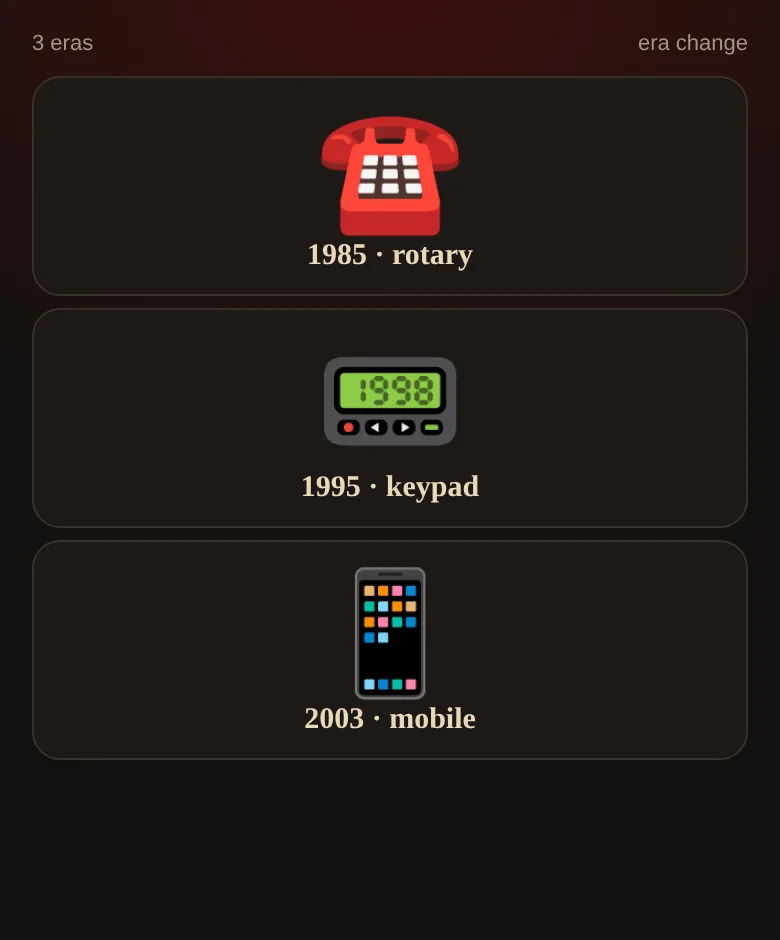 3 eras
era change
1985 · rotary
1998
1995 · keypad
2003 · mobile